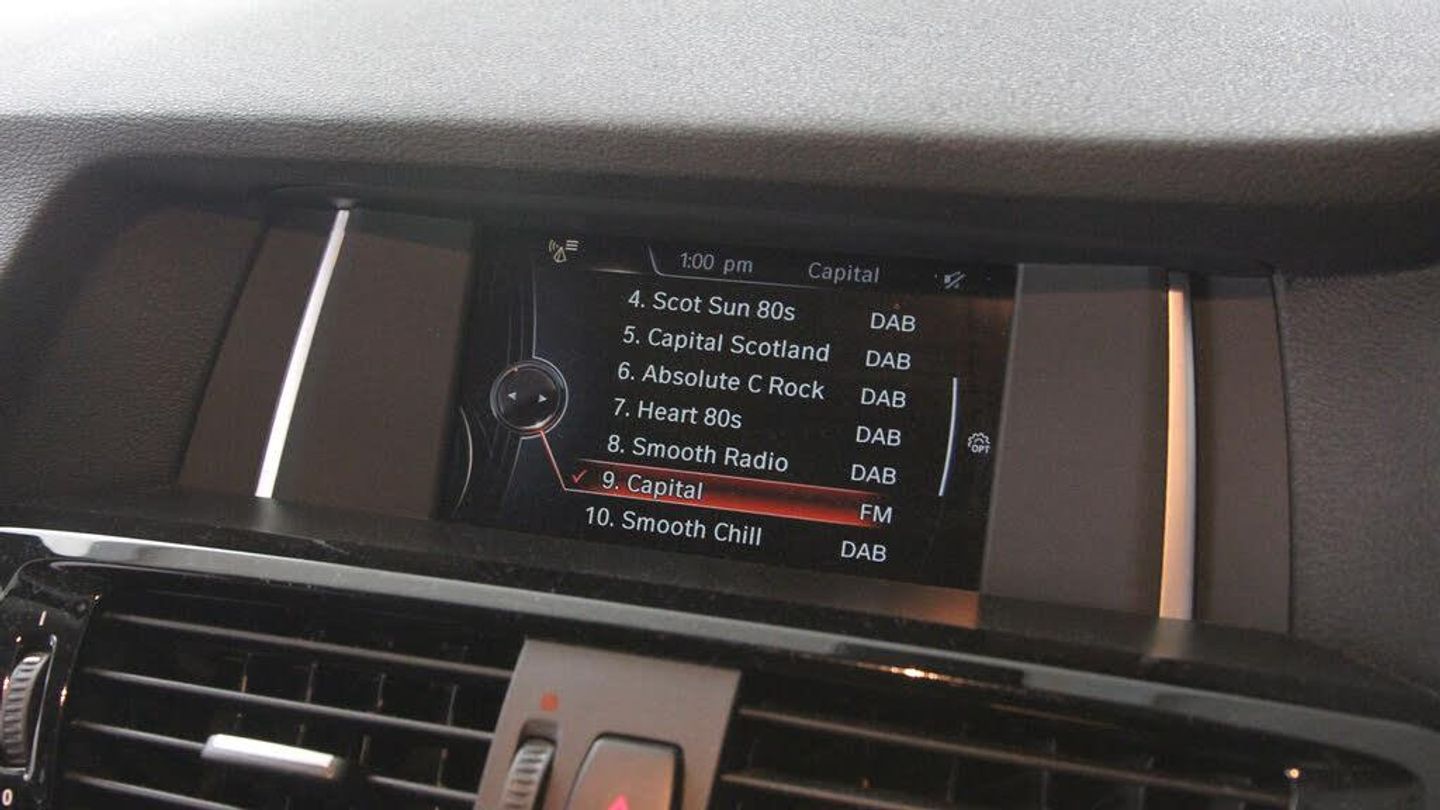 1:00 pm Capital
4. Scot Sun 80s DAB
5. Capital Scotland DAB
6. Absolute C Rock DAB
7. Heart 80s DAB
8. Smooth Radio DAB
OPT
9. Capital FM
10. Smooth Chill DAB
0